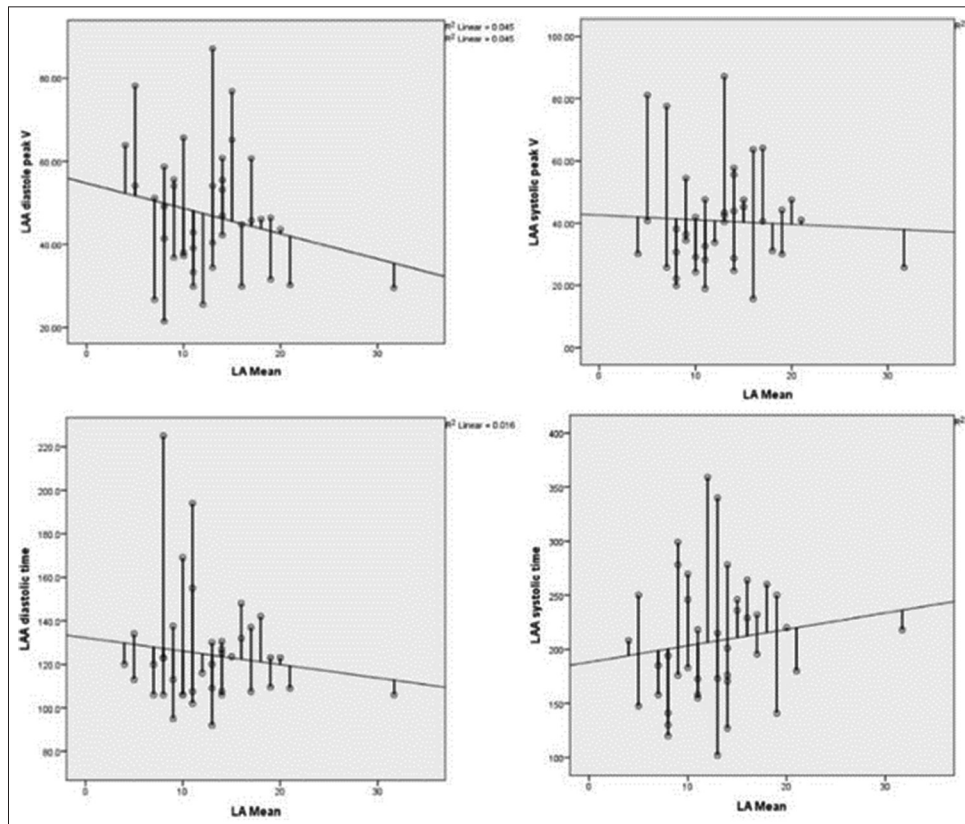 R² Linear = 0.045
R² Linear = 0.045
LAA diastole peak V
80.00
60.00
40.00
20.00
0 10 20 30
LA Mean
R²
LAA systolic peak V
100.00
80.00
60.00
40.00
20.00
.00
0 10 20 30
LA Mean
R² Linear = 0.016
LAA diastolic time
220.0
200.0
180.0
160.0
140.0
120.0
100.0
80.0
0 10 20 30
LA Mean
R²
LAA systolic time
400
350
300
250
200
150
100
0 10 20 30
LA Mean